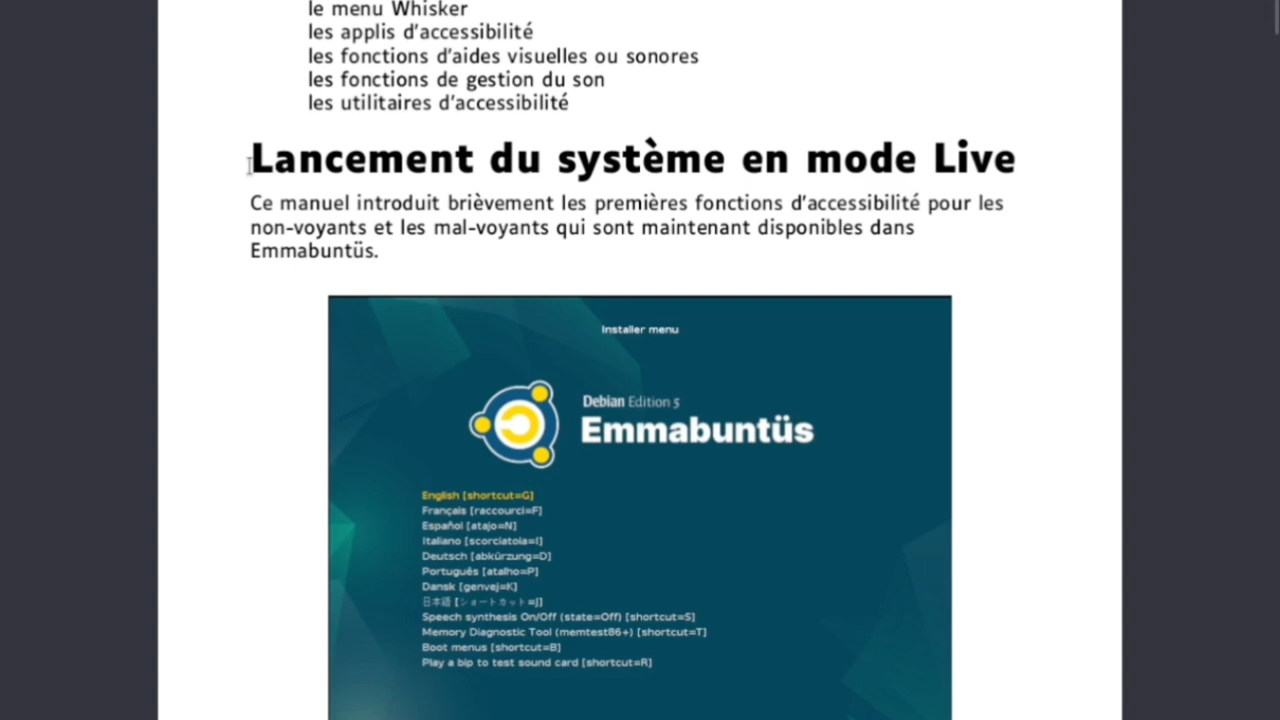 le menu Whisker
les applis d'accessibilité
les fonctions d'aides visuelles ou sonores
les fonctions de gestion du son
les utilitaires d'accessibilité
Lancement du système en mode Live
Ce manuel introduit brièvement les premières fonctions d'accessibilité pour les
non-voyants et les mal-voyants qui sont maintenant disponibles dans
Emmabuntüs.
Installer menu
Debian Edition 5
Emmabuntüs
English [shortcut=G]
Français [raccourci=F]
Español [atajo=N]
Italiano [scorciatoia=I]
Deutsch [abkürzung=D]
Português [atalho=P]
Dansk [genvej=K]
日本語 [ショートカット=J]
Speech synthesis On/Off (state=Off) [shortcut=S]
Memory Diagnostic Tool (memtest86+) [shortcut=T]
Boot menus [shortcut=B]
Play a bip to test sound card [shortcut=R]